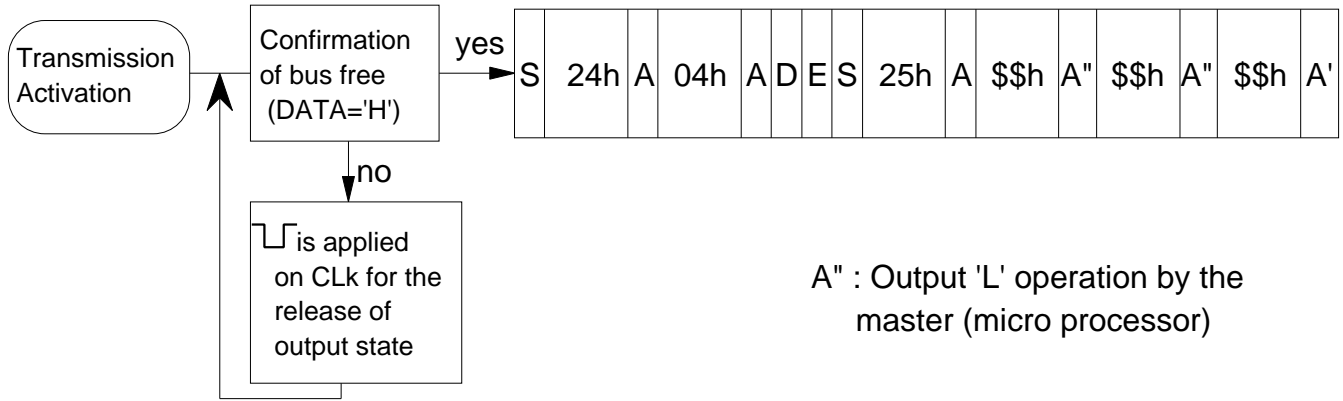 Transmission
Activation
Confirmation
of bus free
(DATA='H')
yes
S 24h A 04h A D E S 25h A $$h A" $$h A" $$h A'
no
is applied
on CLk for the
release of
output state
A" : Output 'L' operation by the
master (micro processor)